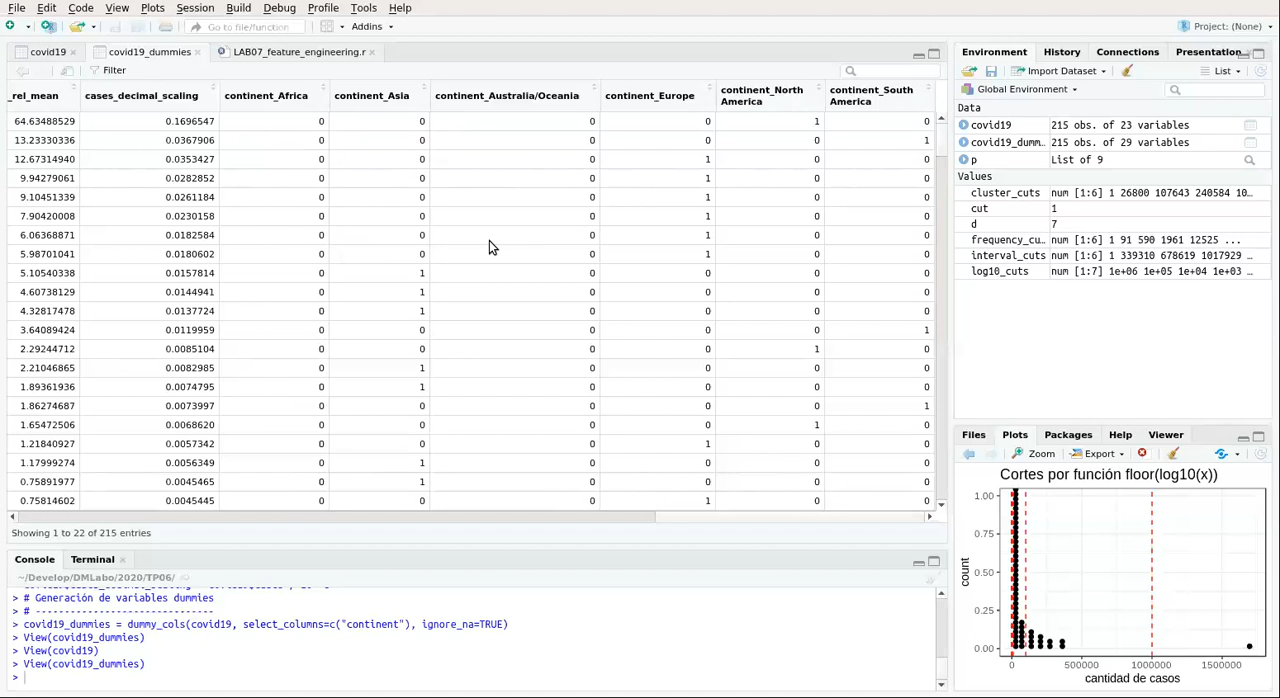 File Edit Code View Plots Session Build Debug Profile Tools Help
Go to file/function Addins Project: (None)
covid19 covid19_dummies LAB07_feature_engineering.r
Filter
_rel_mean cases_decimal_scaling continent_Africa continent_Asia continent_Australia/Oceania continent_Europe continent_North America continent_South America
64.63488529 0.1696547 0 0 0 0 1 0
13.23330336 0.0367906 0 0 0 0 0 1
12.67314940 0.0353427 0 0 0 1 0 0
9.94279061 0.0282852 0 0 0 1 0 0
9.10451339 0.0261184 0 0 0 1 0 0
7.90420008 0.0230158 0 0 0 1 0 0
6.06368871 0.0182584 0 0 0 1 0 0
5.98701041 0.0180602 0 0 0 1 0 0
5.10540338 0.0157814 0 1 0 0 0 0
4.60738129 0.0144941 0 1 0 0 0 0
4.32817478 0.0137724 0 1 0 0 0 0
3.64089424 0.0119959 0 0 0 0 0 1
2.29244712 0.0085104 0 0 0 0 1 0
2.21046865 0.0082985 0 1 0 0 0 0
1.89361936 0.0074795 0 1 0 0 0 0
1.86274687 0.0073997 0 0 0 0 0 1
1.65472506 0.0068620 0 0 0 0 1 0
1.21840927 0.0057342 0 0 0 1 0 0
1.17999274 0.0056349 0 1 0 0 0 0
0.75891977 0.0045465 0 1 0 0 0 0
0.75814602 0.0045445 0 0 0 1 0 0
Showing 1 to 22 of 215 entries
Console Terminal
~/Develop/DMLabo/2020/TP06/
> # Generación de variables dummies
> # -------------------------------
> covid19_dummies = dummy_cols(covid19, select_columns=c("continent"), ignore_na=TRUE)
> View(covid19_dummies)
> View(covid19)
> View(covid19_dummies)
>
Environment History Connections Presentation
Import Dataset List
Global Environment
Data
covid19 215 obs. of 23 variables
covid19_dumm… 215 obs. of 29 variables
p List of 9
Values
cluster_cuts num [1:6] 1 26800 107643 240584 10…
cut 1
d 7
frequency_cu… num [1:6] 1 91 590 1961 12525 ...
interval_cuts num [1:6] 1 339310 678619 1017929 …
log10_cuts num [1:7] 1e+06 1e+05 1e+04 1e+03 …
Files Plots Packages Help Viewer
Zoom Export
Cortes por función floor(log10(x))
1.00
0.75
count
0.50
0.25
0.00
0 500000 1000000 1500000
cantidad de casos